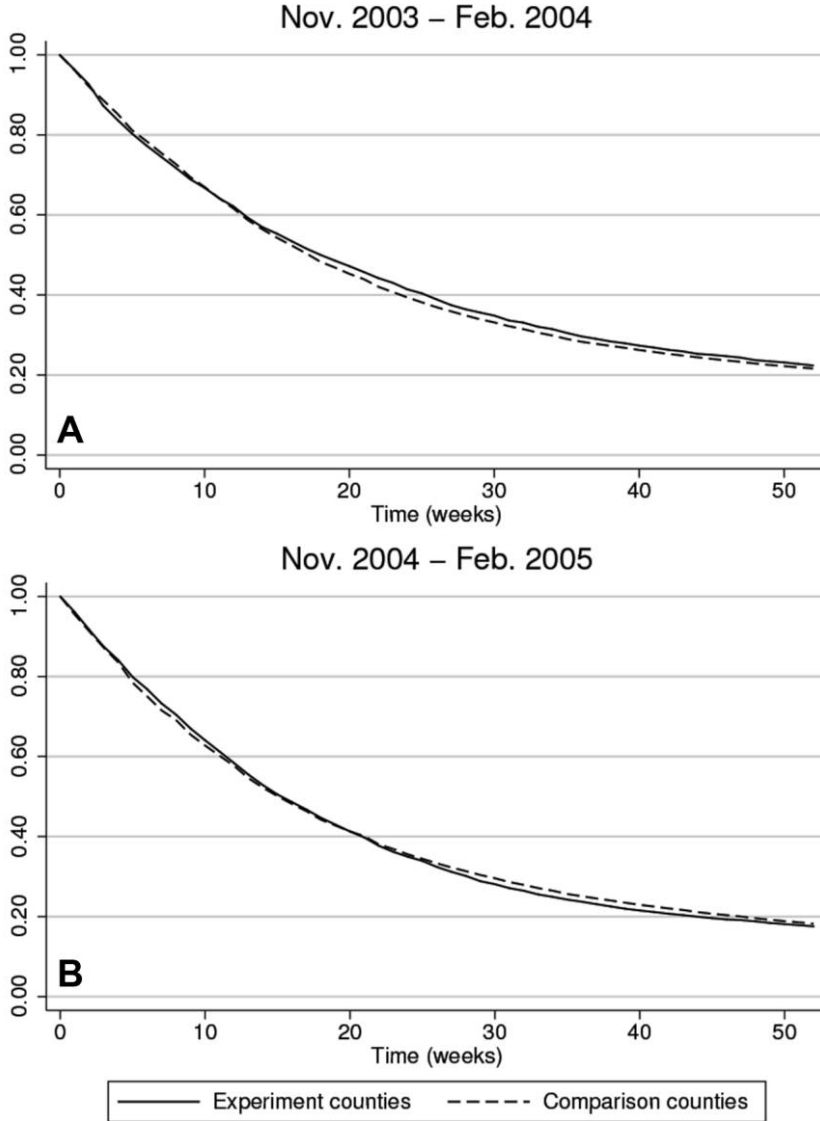 Nov. 2003 – Feb. 2004
1.00
0.80
0.60
0.40
0.20
0.00
A
0 10 20 30 40 50
Time (weeks)
Nov. 2004 – Feb. 2005
1.00
0.80
0.60
0.40
0.20
0.00
B
0 10 20 30 40 50
Time (weeks)
Experiment counties Comparison counties